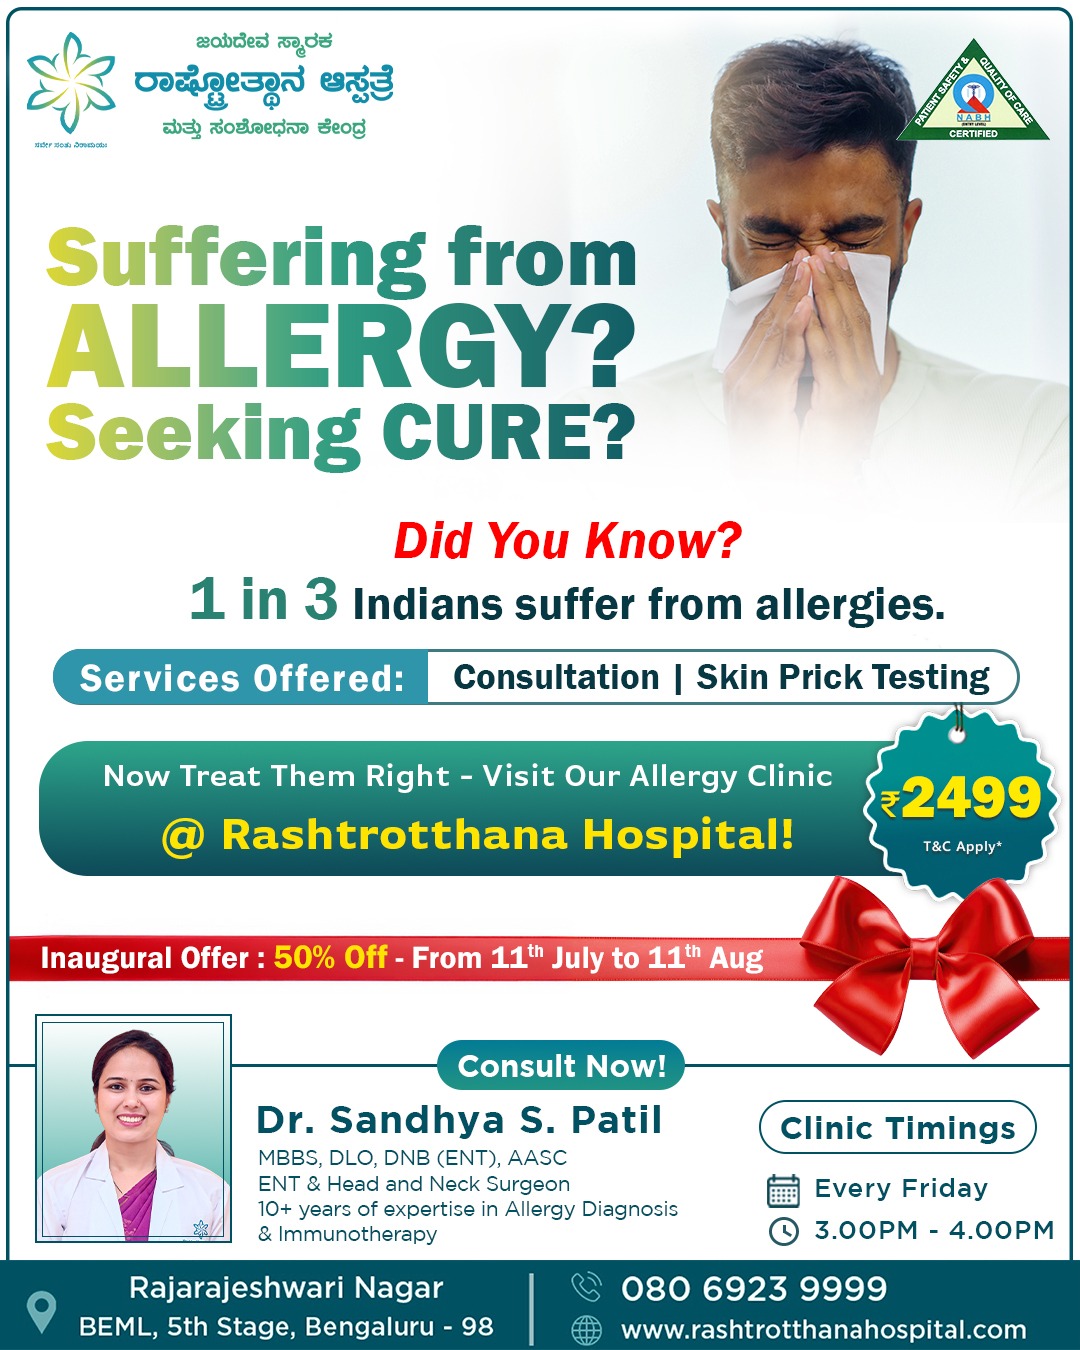 ಜಯದೇವ ಸ್ಮಾರಕ
ರಾಷ್ಟ್ರೋತ್ಥಾನ ಆಸ್ಪತ್ರೆ
ಮತ್ತು ಸಂಶೋಧನಾ ಕೇಂದ್ರ
ಸರ್ವೇ ಸಂತು ನಿರಾಮಯಾಃ
PATIENT SAFETY & QUALITY OF CARE
N.A.B.H
(ENTRY LEVEL)
CERTIFIED
Suffering from
ALLERGY?
Seeking CURE?
Did You Know?
1 in 3 Indians suffer from allergies.
Services Offered: Consultation | Skin Prick Testing
Now Treat Them Right - Visit Our Allergy Clinic
@ Rashtrotthana Hospital!
₹2499
T&C Apply*
Inaugural Offer : 50% Off - From 11th July to 11th Aug
Consult Now!
Dr. Sandhya S. Patil
MBBS, DLO, DNB (ENT), AASC
ENT & Head and Neck Surgeon
10+ years of expertise in Allergy Diagnosis
& Immunotherapy
Clinic Timings
Every Friday
3.00PM - 4.00PM
Rajarajeshwari Nagar
BEML, 5th Stage, Bengaluru - 98
080 6923 9999
www.rashtrotthanahospital.com